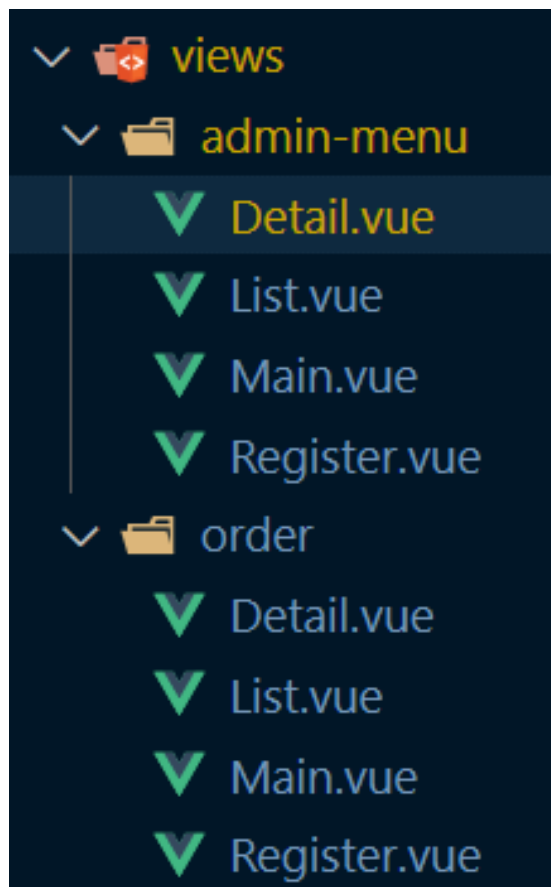 views
admin-menu
Detail.vue
List.vue
Main.vue
Register.vue
order
Detail.vue
List.vue
Main.vue
Register.vue